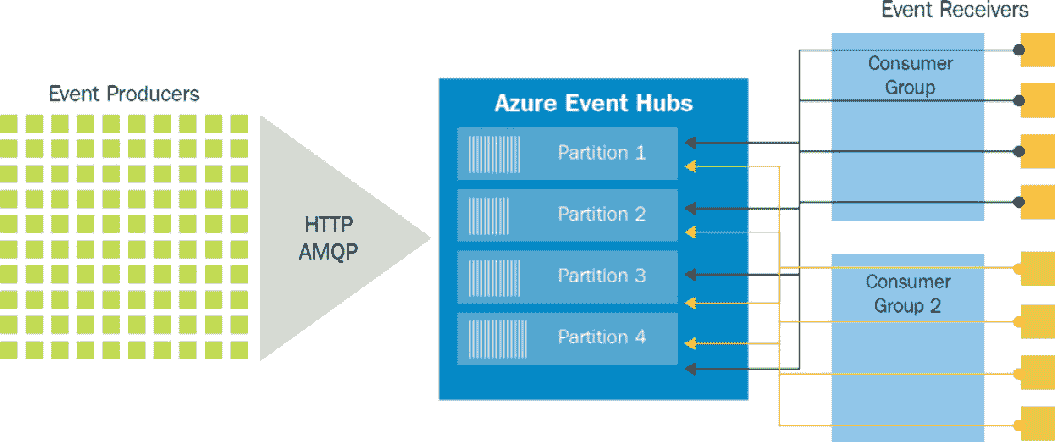 Event Producers
HTTP
AMQP
Azure Event Hubs
Partition 1
Partition 2
Partition 3
Partition 4
Event Receivers
Consumer
Group
Consumer
Group 2